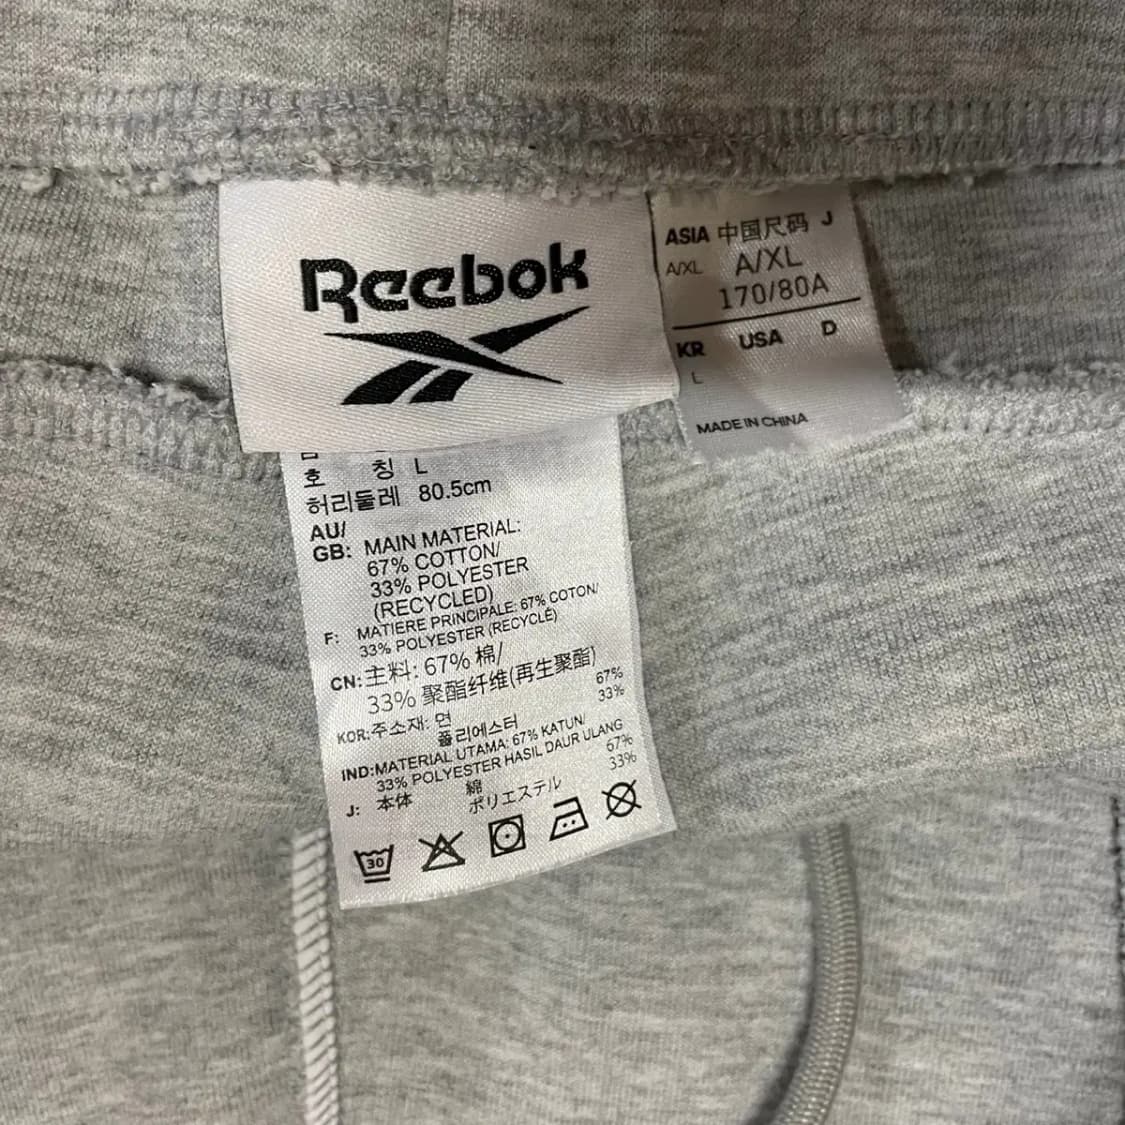 Reebok
ASIA 中国尺码 J
A/XL A/XL
170/80A
KR USA D
L
MADE IN CHINA
호 칭 L
허리둘레 80.5cm
AU/
GB: MAIN MATERIAL:
67% COTTON/
33% POLYESTER
(RECYCLED)
F: MATIERE PRINCIPALE: 67% COTON/
33% POLYESTER (RECYCLÉ)
CN: 主料: 67% 棉/
33% 聚酯纤维(再生聚酯)
KOR: 주소재: 면 67%
폴리에스터 33%
IND: MATERIAL UTAMA: 67% KATUN/
33% POLYESTER HASIL DAUR ULANG
J: 本体 綿 67%
ポリエステル 33%
30